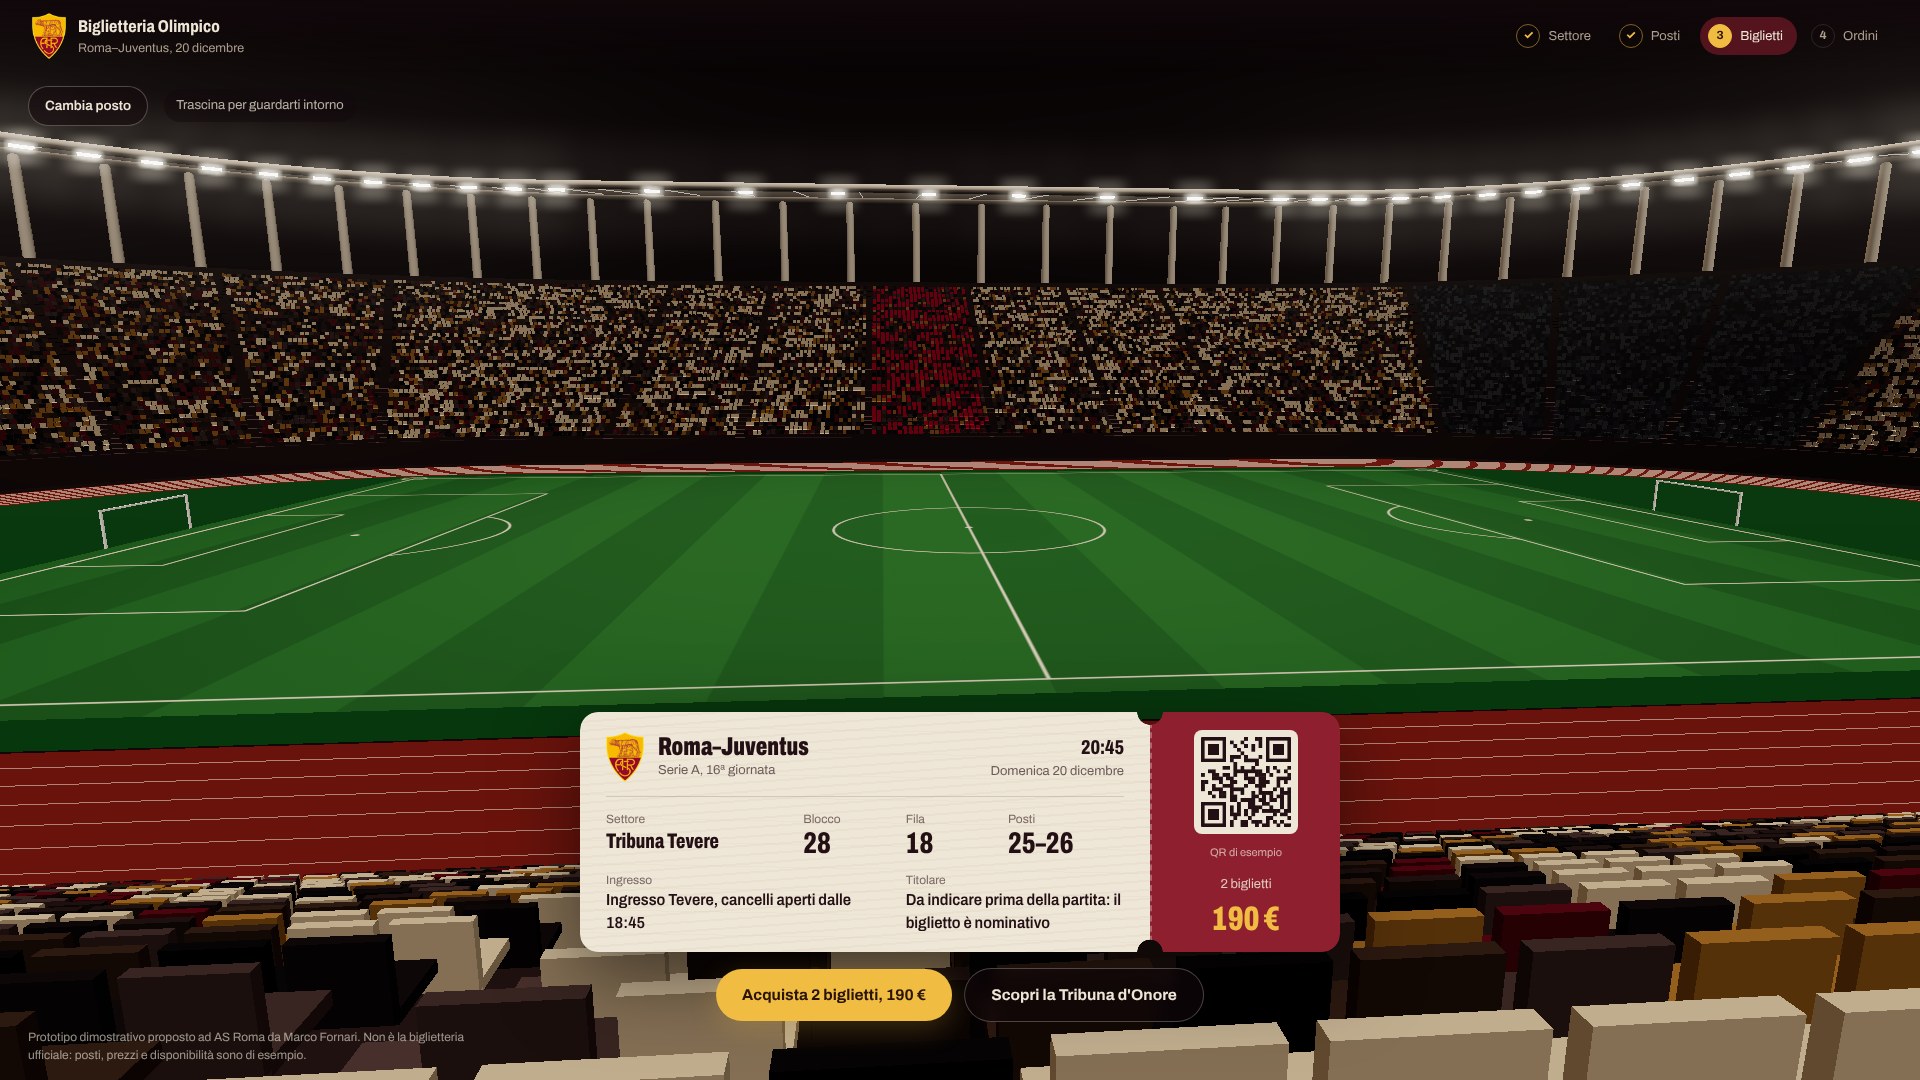 Biglietteria Olimpico
Roma–Juventus, 20 dicembre
Settore
Posti
3 Biglietti
4 Ordini
Cambia posto
Trascina per guardarti intorno
Roma–Juventus
Serie A, 16ª giornata
20:45
Domenica 20 dicembre
Settore
Tribuna Tevere
Blocco
28
Fila
18
Posti
25–26
Ingresso
Ingresso Tevere, cancelli aperti dalle
18:45
Titolare
Da indicare prima della partita: il
biglietto è nominativo
QR di esempio
2 biglietti
190 €
Acquista 2 biglietti, 190 €
Scopri la Tribuna d'Onore
Prototipo dimostrativo proposto ad AS Roma da Marco Fornari. Non è la biglietteria
ufficiale: posti, prezzi e disponibilità sono di esempio.